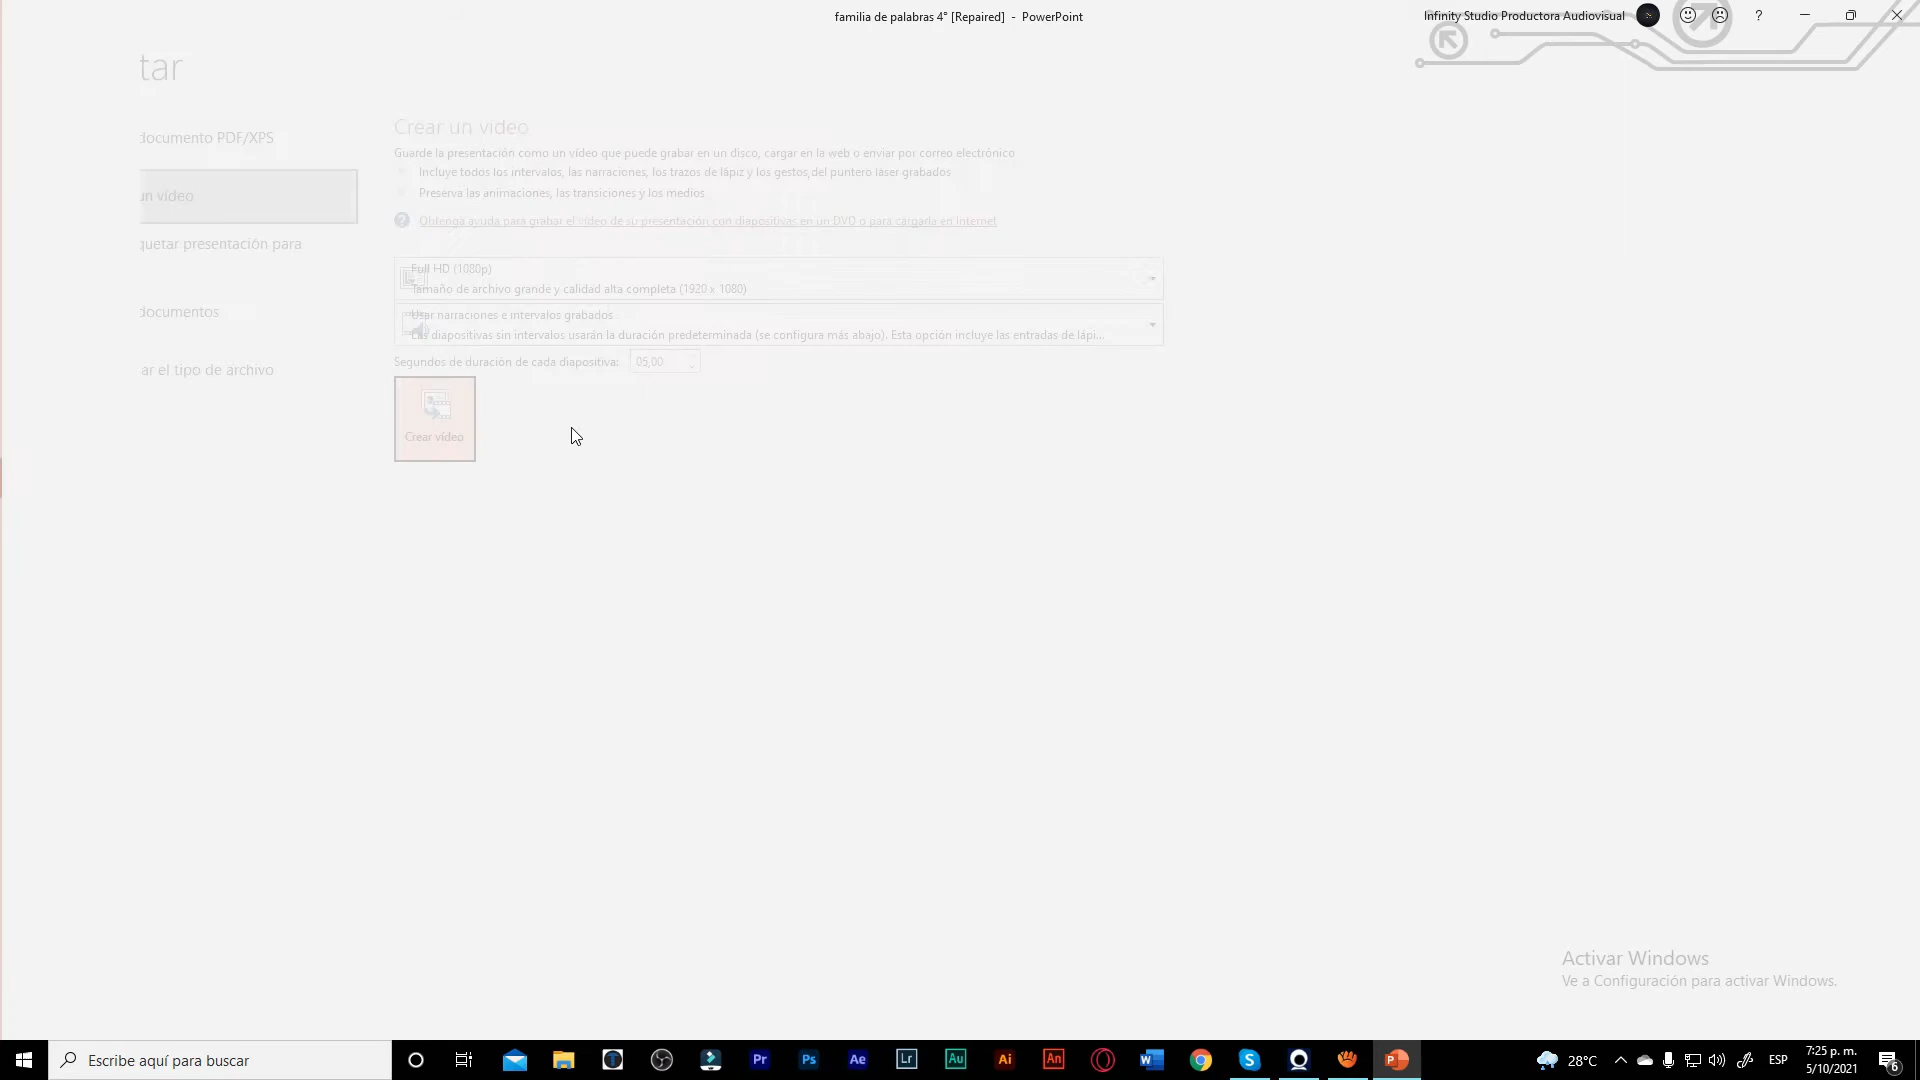 familia de palabras 4° [Repaired] - PowerPoint
Infinity Studio Productora Audiovisual
?
tar
documento PDF/XPS
un vídeo
quetar presentación para
documentos
ar el tipo de archivo
Crear un vídeo
Guarde la presentación como un vídeo que puede grabar en un disco, cargar en la web o enviar por correo electrónico
Incluye todos los intervalos, las narraciones, los trazos de lápiz y los gestos del puntero láser grabados
Preserva las animaciones, las transiciones y los medios
Obtenga ayuda para grabar el vídeo de su presentación con diapositivas en un DVD o para cargarla en Internet
Full HD (1080p)
Tamaño de archivo grande y calidad alta completa (1920 x 1080)
Usar narraciones e intervalos grabados
Las diapositivas sin intervalos usarán la duración predeterminada (se configura más abajo). Esta opción incluye las entradas de lápi...
Segundos de duración de cada diapositiva: 05,00
Crear vídeo
Activar Windows
Ve a Configuración para activar Windows.
Escribe aquí para buscar
Pr
Ps
Ae
Lr
Au
Ai
An
28°C
ESP
7:25 p. m.
5/10/2021
6